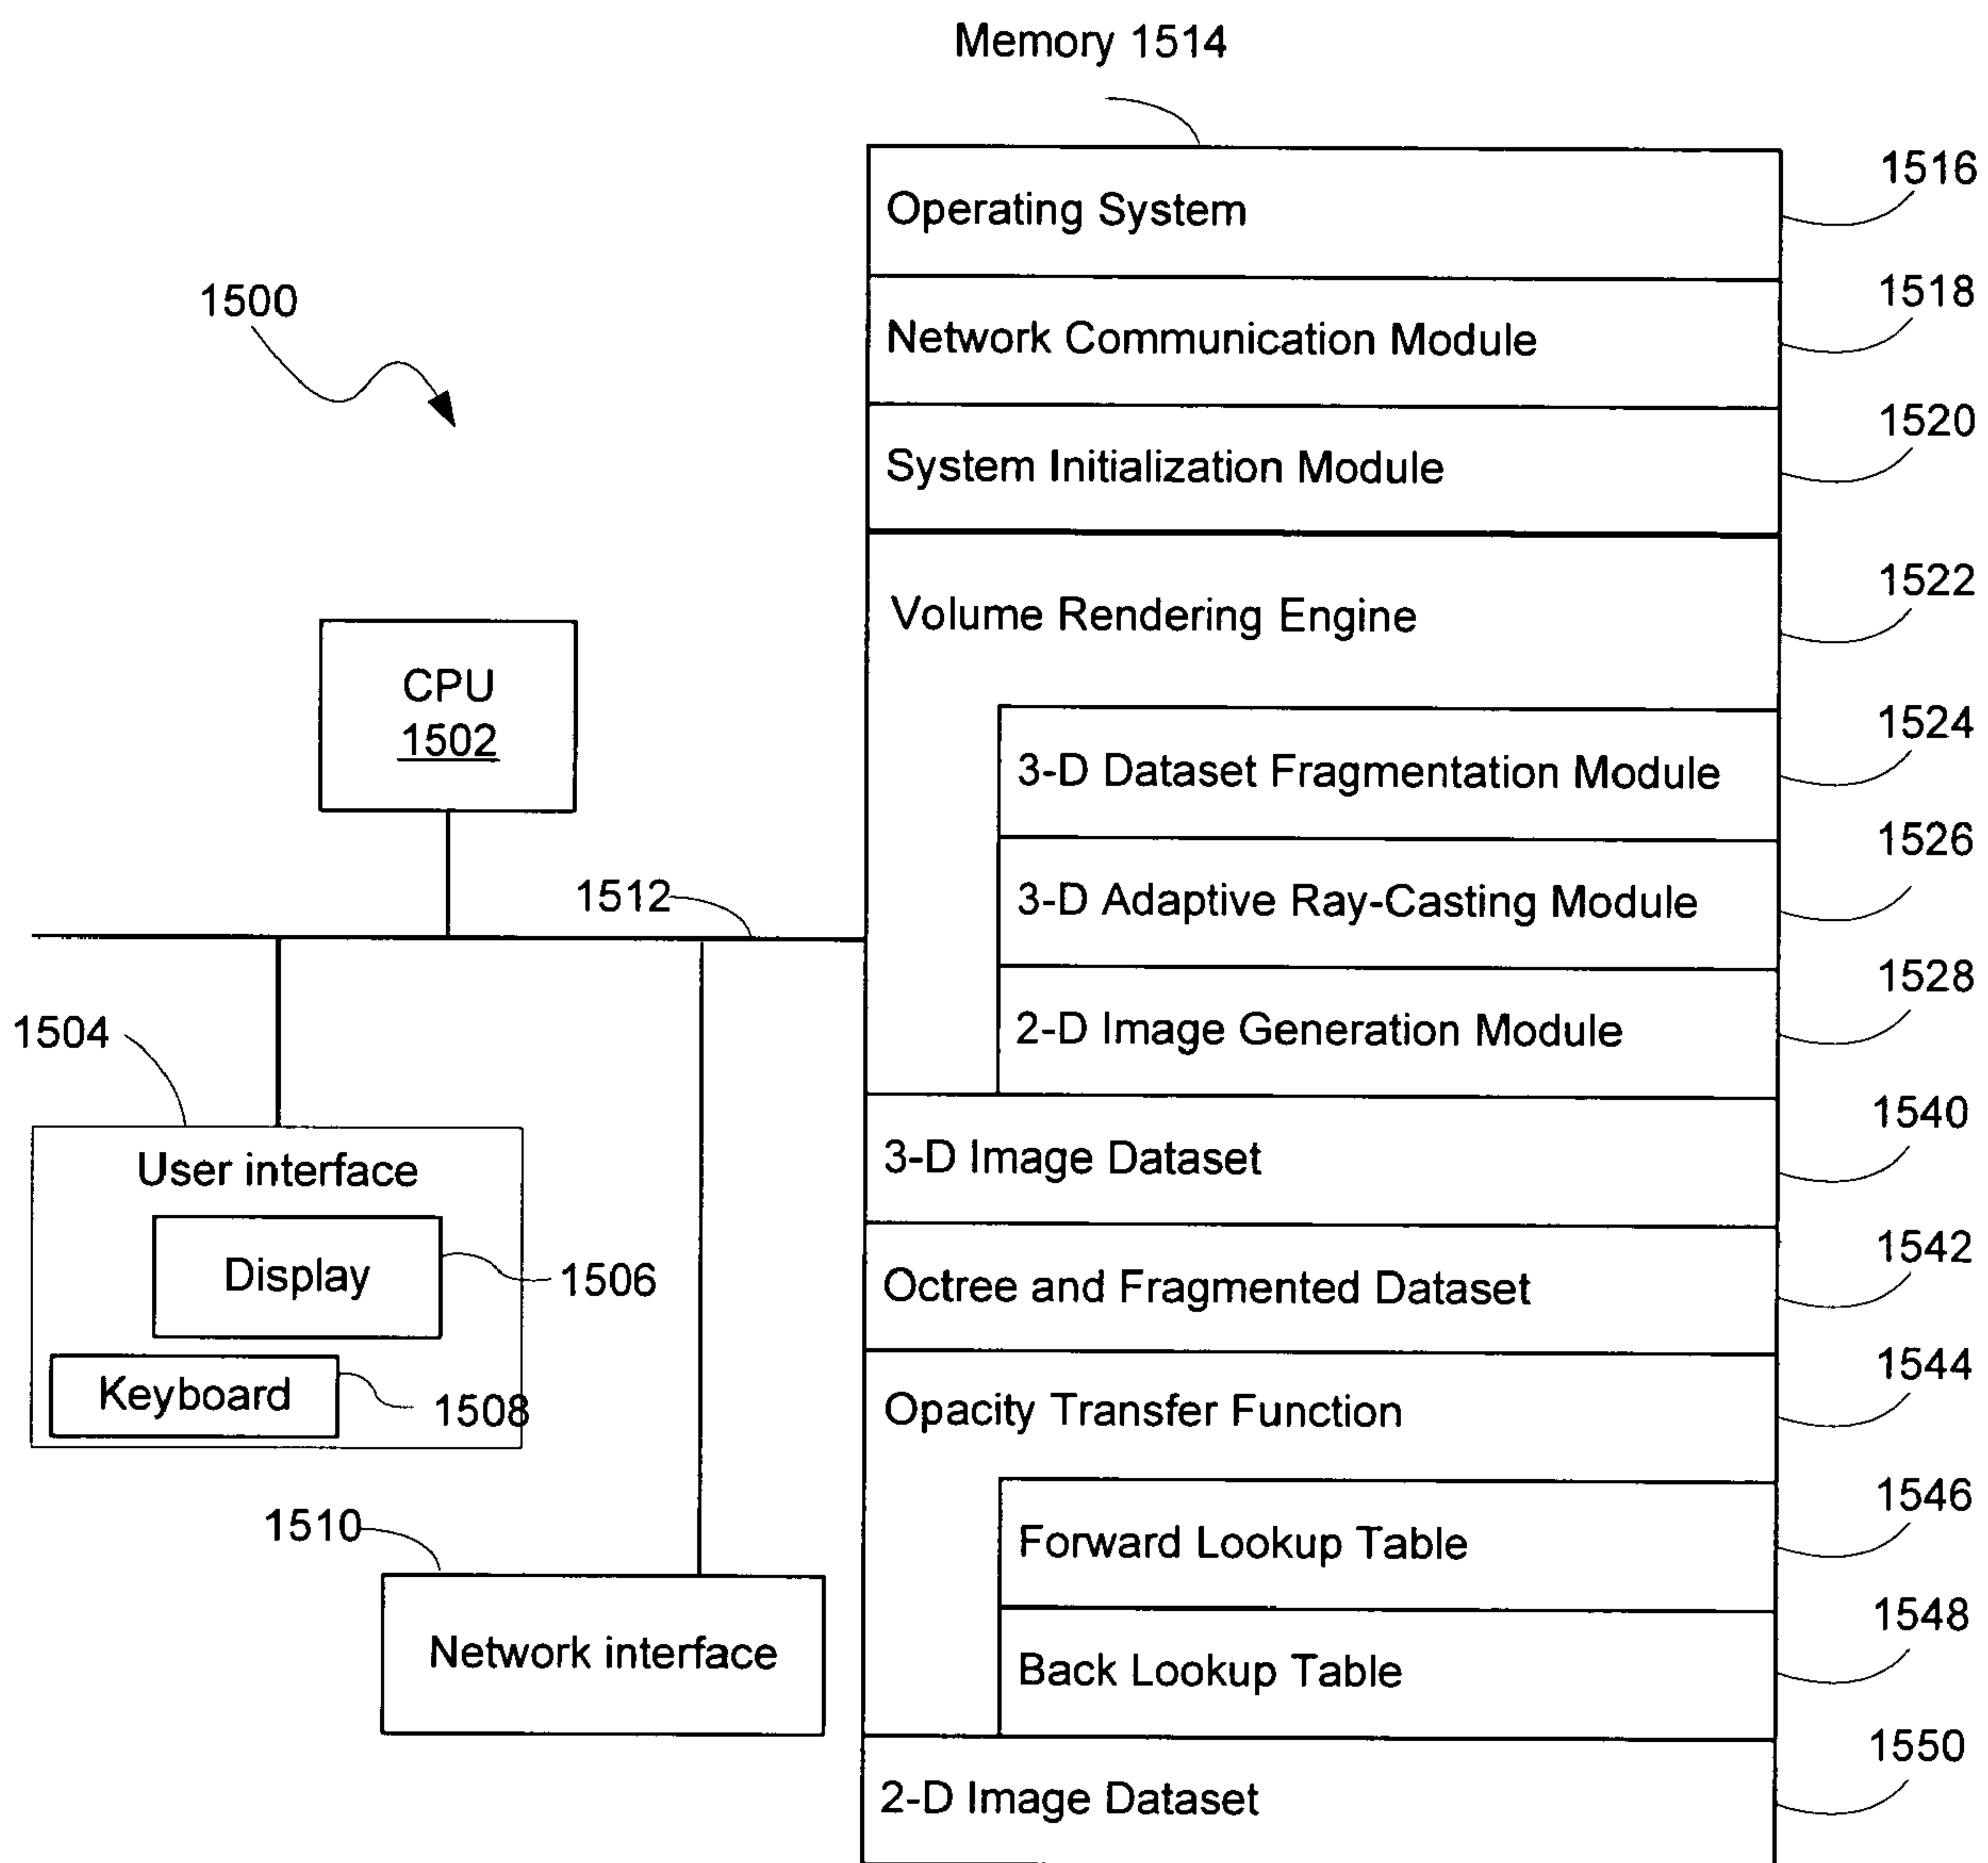 Memory 1514
Operating System
1516
Network Communication Module
1518
System Initialization Module
1520
Volume Rendering Engine
1522
3-D Dataset Fragmentation Module
1524
3-D Adaptive Ray-Casting Module
1526
2-D Image Generation Module
1528
3-D Image Dataset
1540
Octree and Fragmented Dataset
1542
Opacity Transfer Function
1544
Forward Lookup Table
1546
Back Lookup Table
1548
2-D Image Dataset
1550
1500
CPU
1502
1512
1504
User interface
Display
1506
Keyboard
1508
1510
Network interface